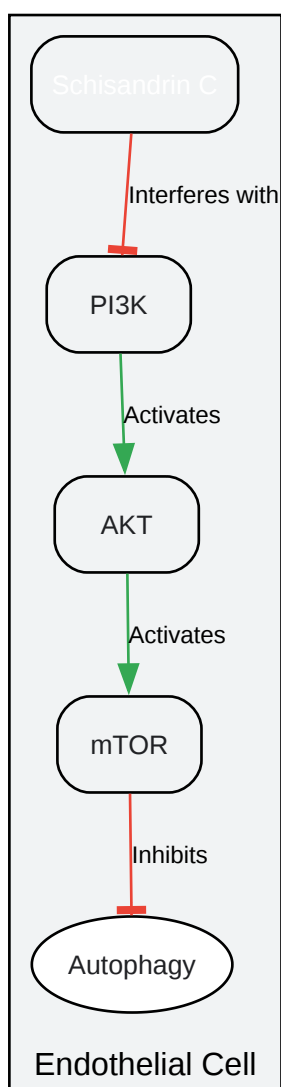 Schisandrin C
Interferes with
PI3K
Activates
AKT
Activates
mTOR
Inhibits
Autophagy
Endothelial Cell